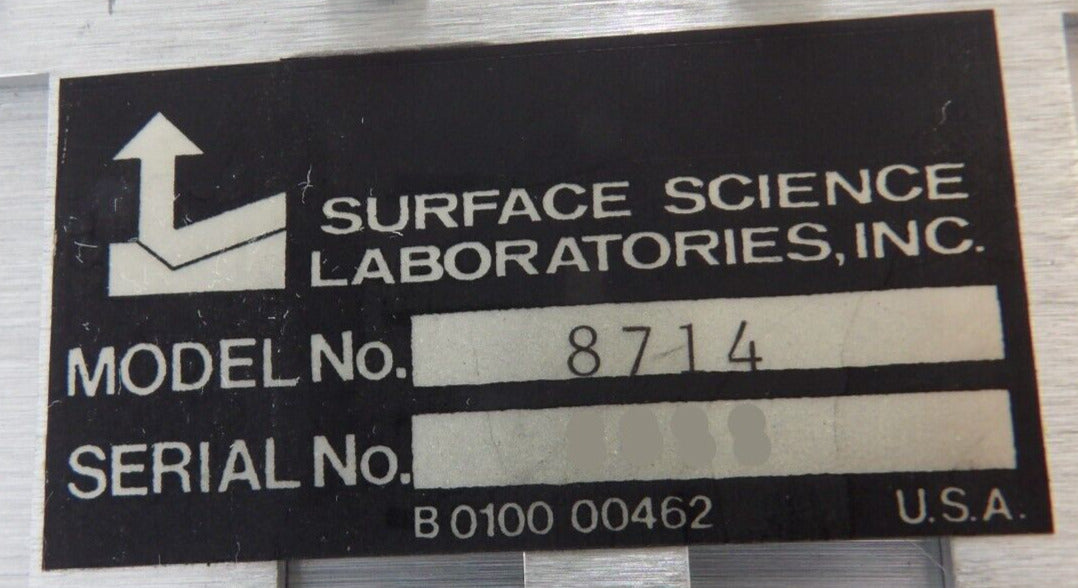 SURFACE SCIENCE
LABORATORIES, INC.
MODEL No. 8714
SERIAL No.
B 0100 00462
U.S.A.